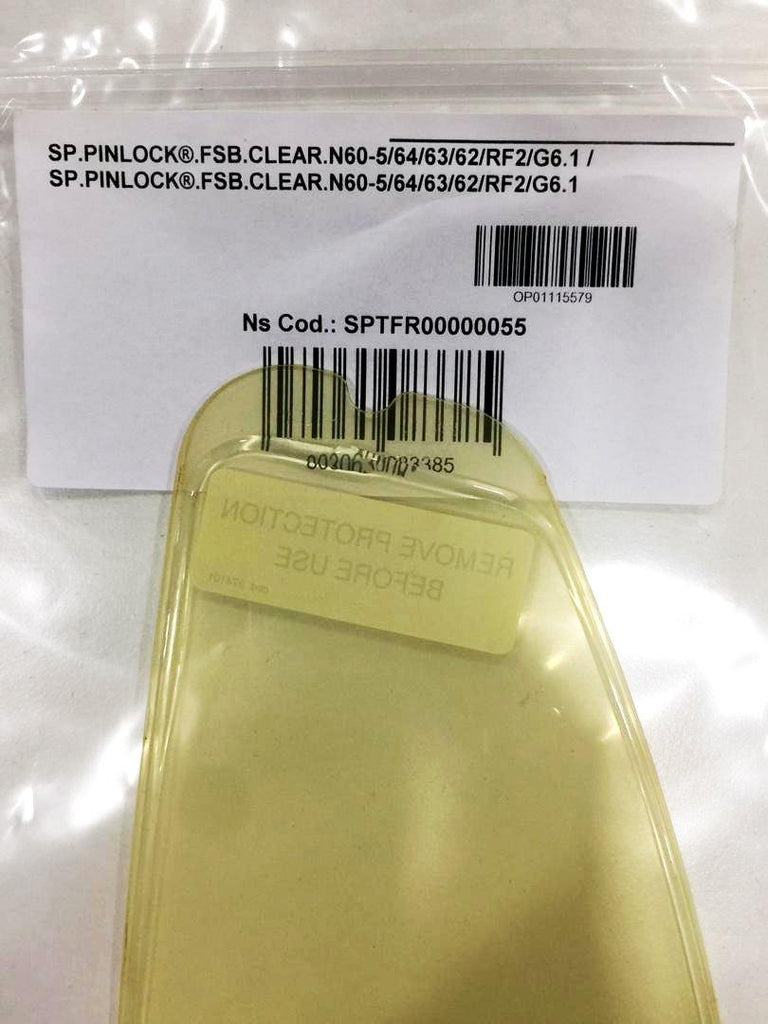 SP.PINLOCK®.FSB.CLEAR.N60-5/64/63/62/RF2/G6.1 /
SP.PINLOCK®.FSB.CLEAR.N60-5/64/63/62/RF2/G6.1
OP01115579
Ns Cod.: SPTFR00000055
REMOVE PROTECTION
BEFORE USE